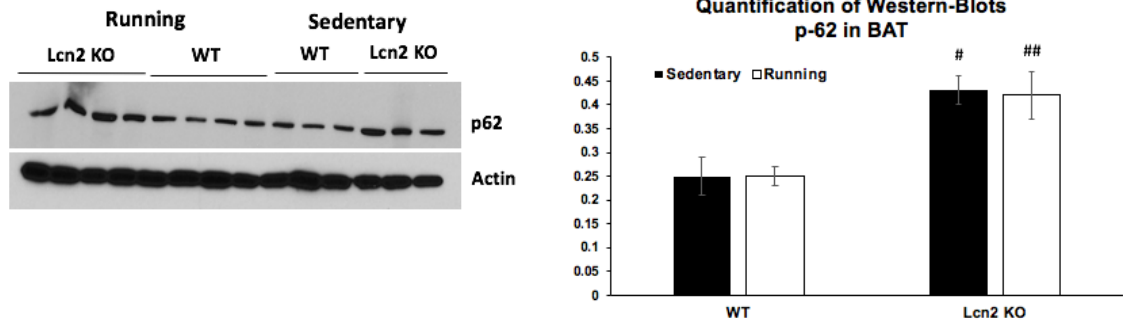 Running Sedentary
Lcn2 KO WT WT Lcn2 KO
p62
Actin
Quantification of Western-Blots
p-62 in BAT
Sedentary Running
# ##
0.5
0.45
0.4
0.35
0.3
0.25
0.2
0.15
0.1
0.05
0
WT Lcn2 KO